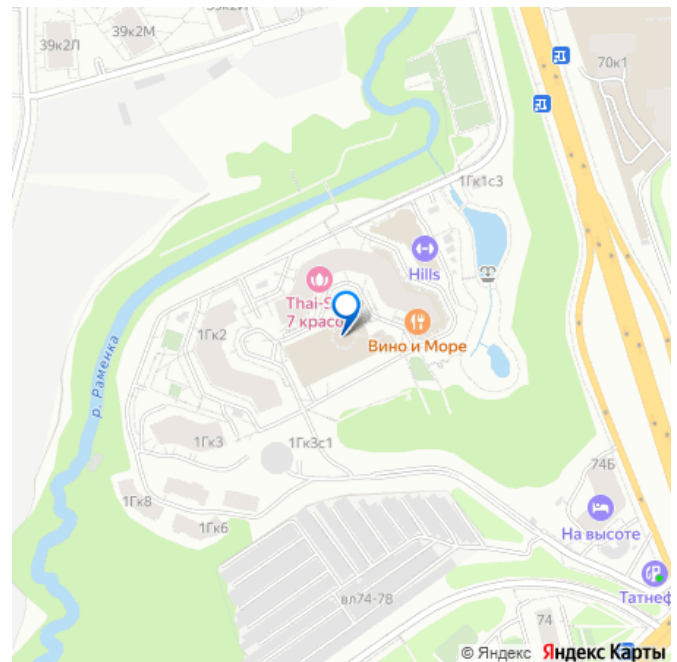 39к2И
39к2Л
39к2М
70к1
1Гк1с3
Hills
Thai-S
7 красо
Вино и Море
1Гк2
р. Раменка
1Гк3
1Гк3с1
74Б
1Гк8
1Гк6
На высоте
вл74-78
Татнеф
74
© Яндекс Яндекс Карты